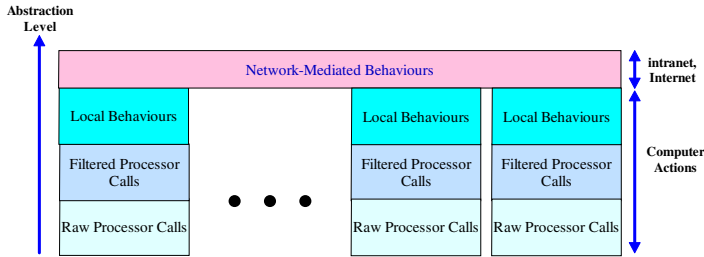 Abstraction
Level
Network-Mediated Behaviours
intranet,
Internet
Local Behaviours
Local Behaviours
Local Behaviours
Filtered Processor
Calls
Filtered Processor
Calls
Filtered Processor
Calls
Computer
Actions
Raw Processor Calls
Raw Processor Calls
Raw Processor Calls